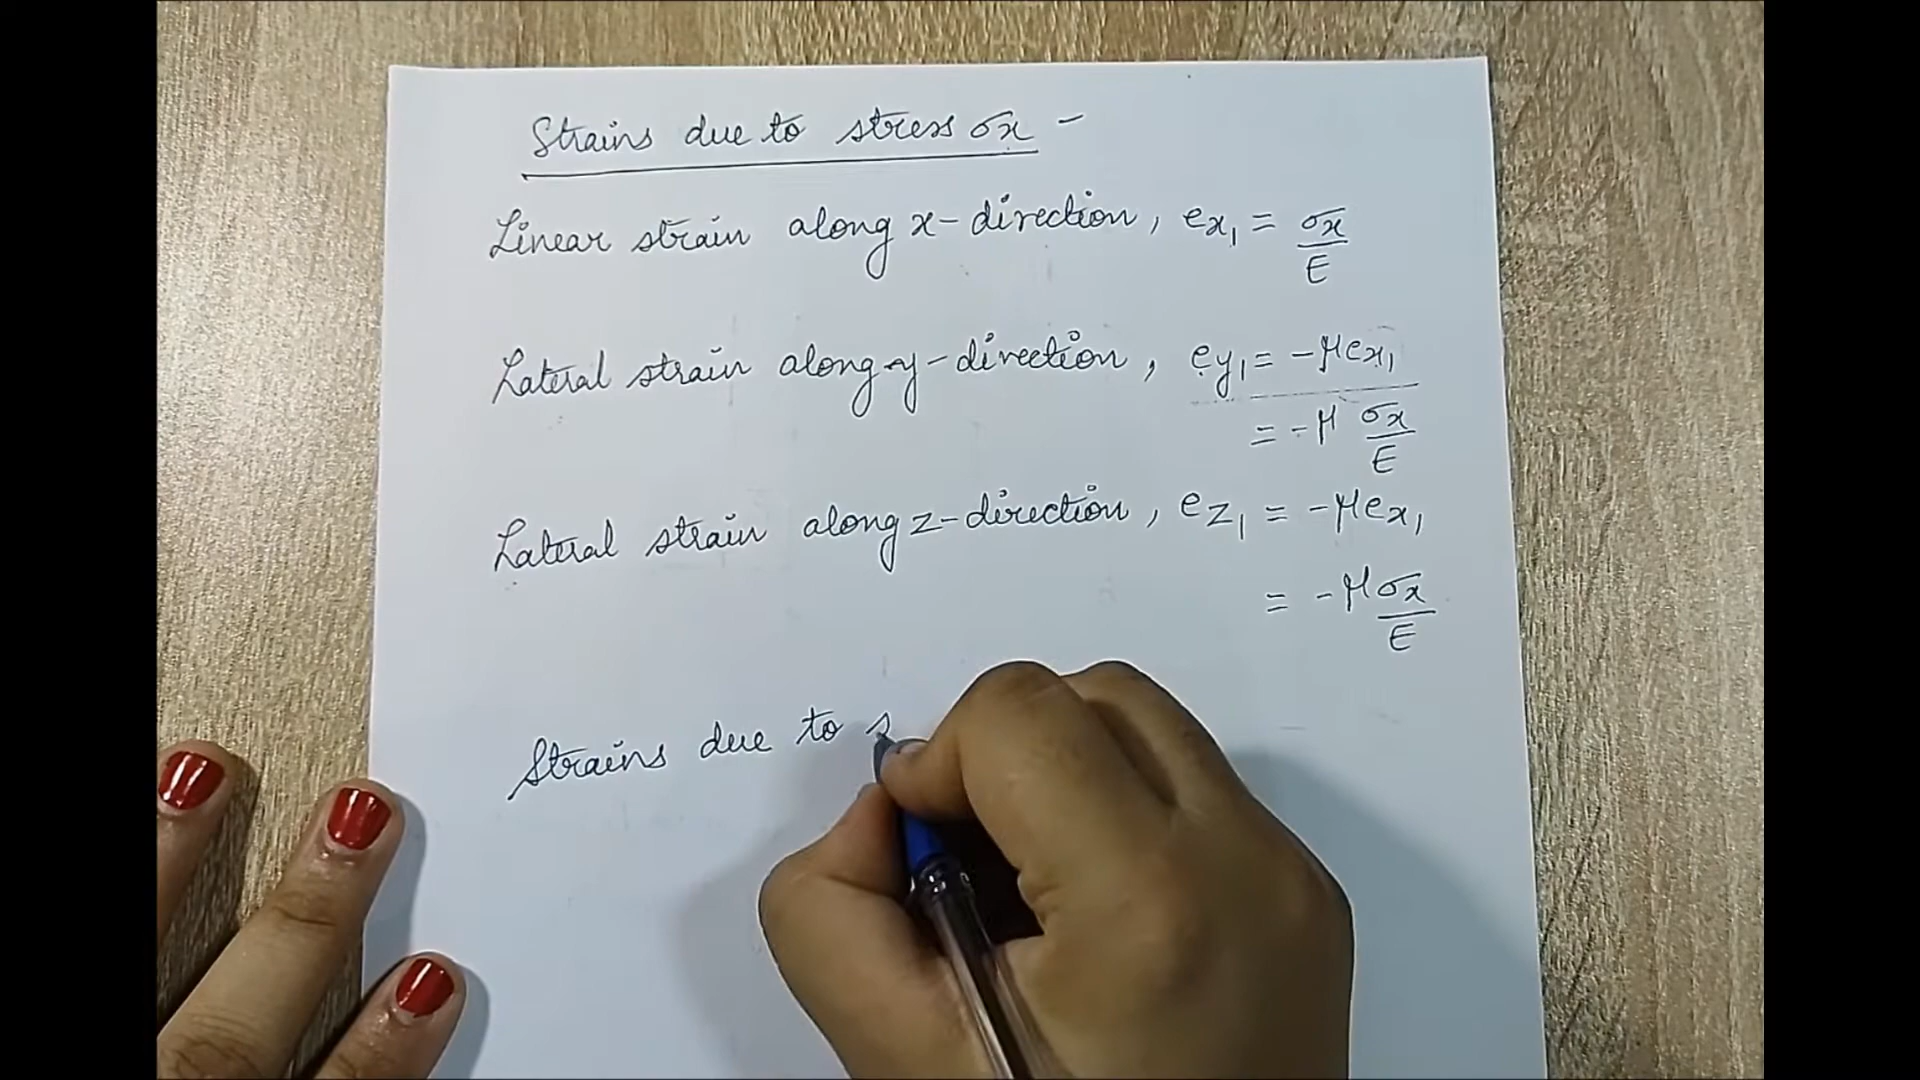 Strains due to stress σx -
Linear strain along x-direction, ex₁ = σx/E
Lateral strain along y-direction, ey₁ = -μex₁
= -μ σx/E
Lateral strain along z-direction, ez₁ = -μex₁
= -μσx/E
Strains due to s